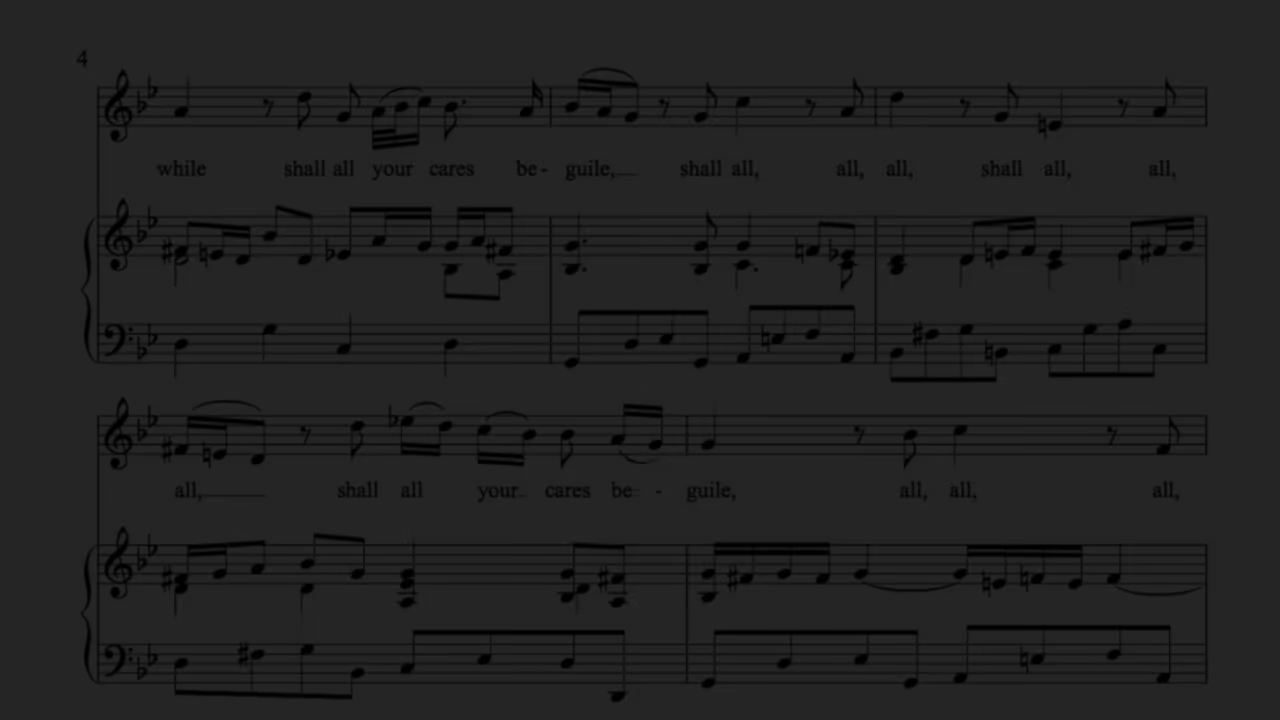 4
while shall all your cares be - guile, shall all, all, all, shall all, all,
all, shall all your cares be - guile, all, all, all,